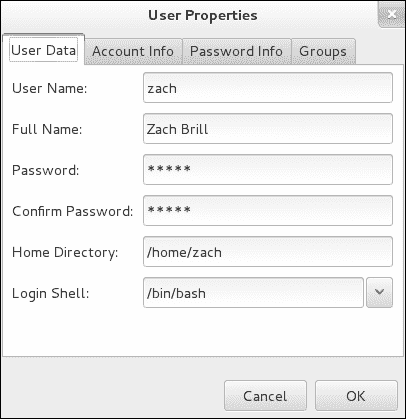 User Properties
User Data Account Info Password Info Groups
User Name: zach
Full Name: Zach Brill
Password: *****
Confirm Password: *****
Home Directory: /home/zach
Login Shell: /bin/bash
Cancel OK